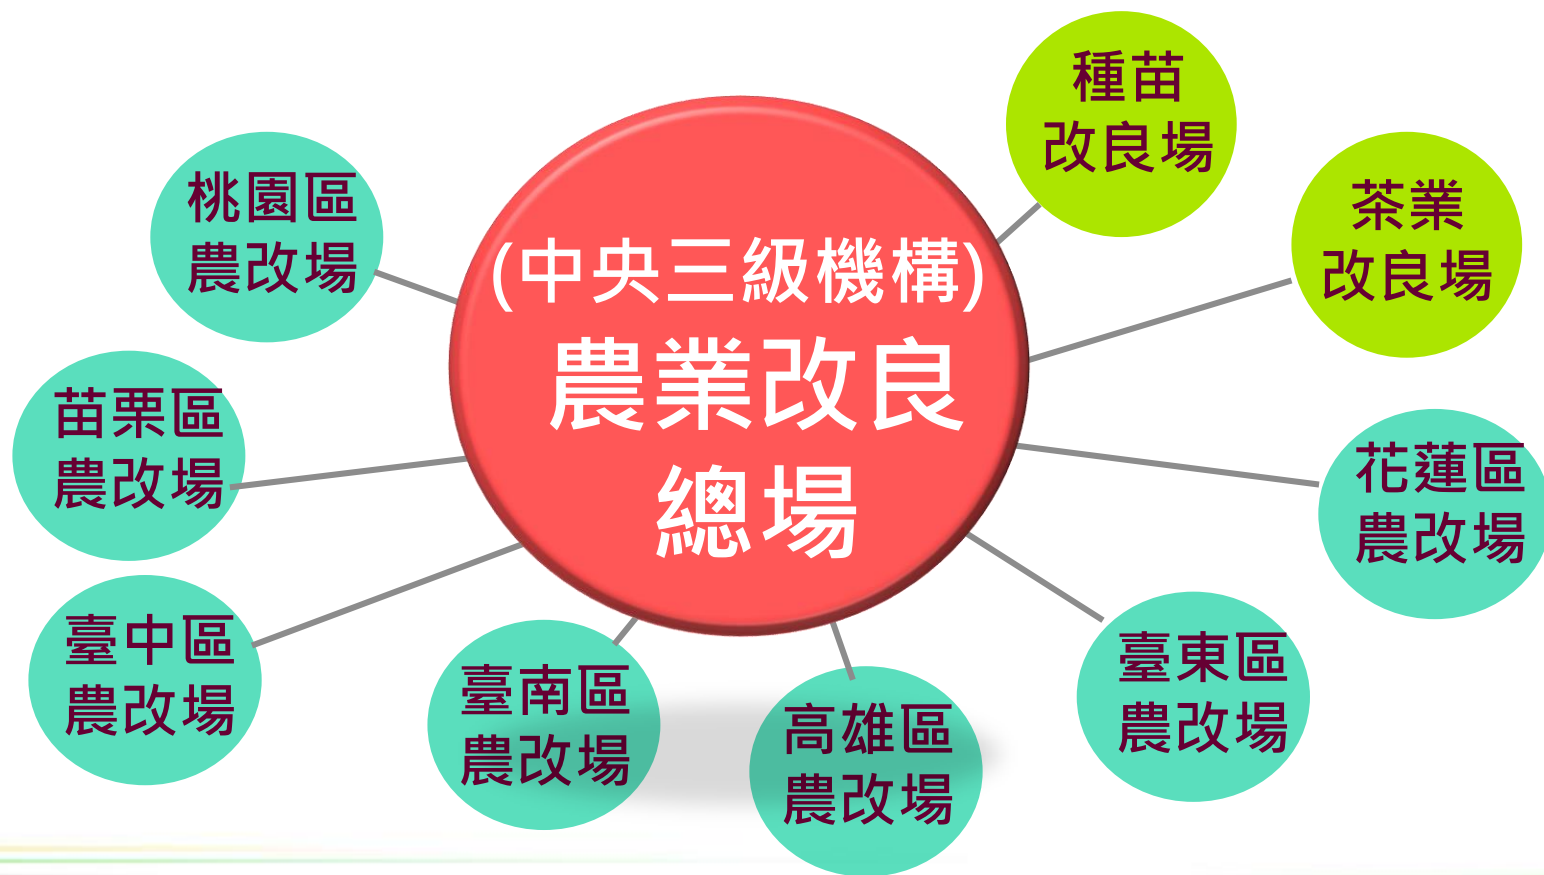 (中央三級機構)
農業改良
總場
種苗
改良場
茶業
改良場
花蓮區
農改場
臺東區
農改場
高雄區
農改場
臺南區
農改場
臺中區
農改場
苗栗區
農改場
桃園區
農改場